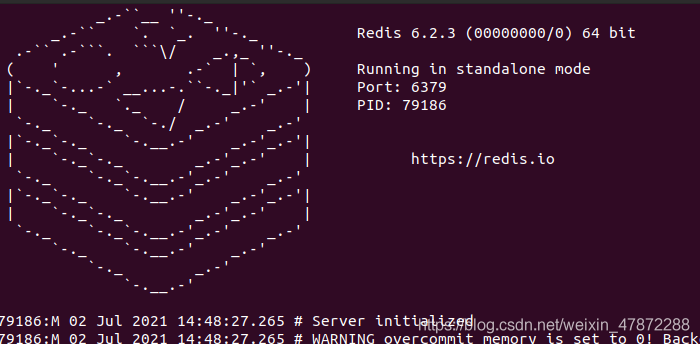 Redis 6.2.3 (00000000/0) 64 bit
Running in standalone mode
Port: 6379
PID: 79186
https://redis.io
79186:M 02 Jul 2021 14:48:27.265 # Server initialized
https://blog.csdn.net/weixin_47872288
79186:M 02 Jul 2021 14:48:27.265 # WARNING overcommit_memory is set to 0! Back